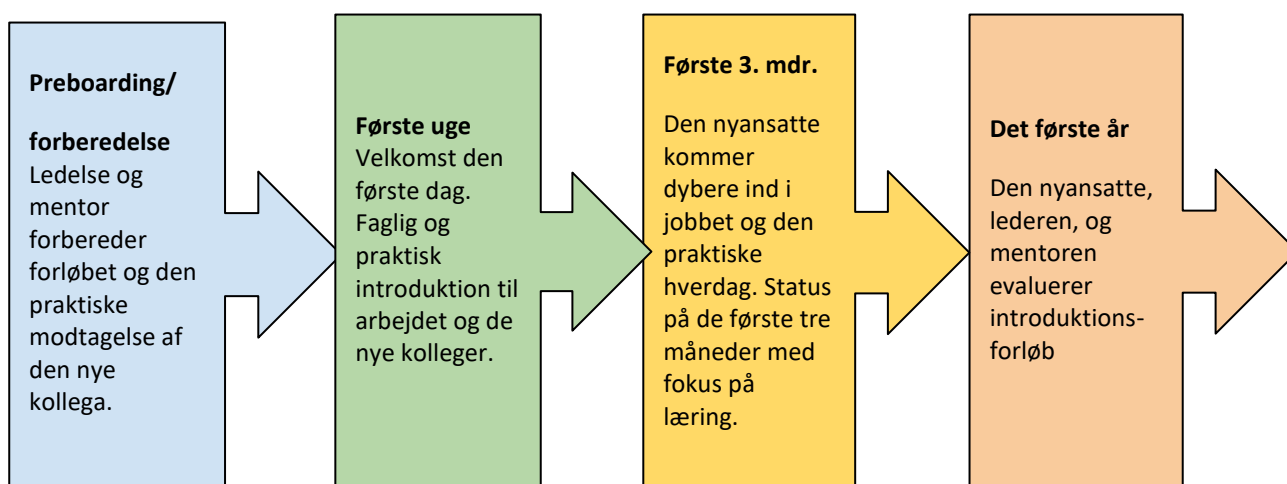 Preboarding/
forberedelse
Ledelse og
mentor
forbereder
forløbet og den
praktiske
modtagelse af
den nye
kollega.
Første uge
Velkomst den
første dag.
Faglig og
praktisk
introduktion til
arbejdet og de
nye kolleger.
Første 3. mdr.
Den nyansatte
kommer
dybere ind i
jobbet og den
praktiske
hverdag. Status
på de første tre
måneder med
fokus på
læring.
Det første år
Den nyansatte,
lederen, og
mentoren
evaluerer
introduktions-
forløb